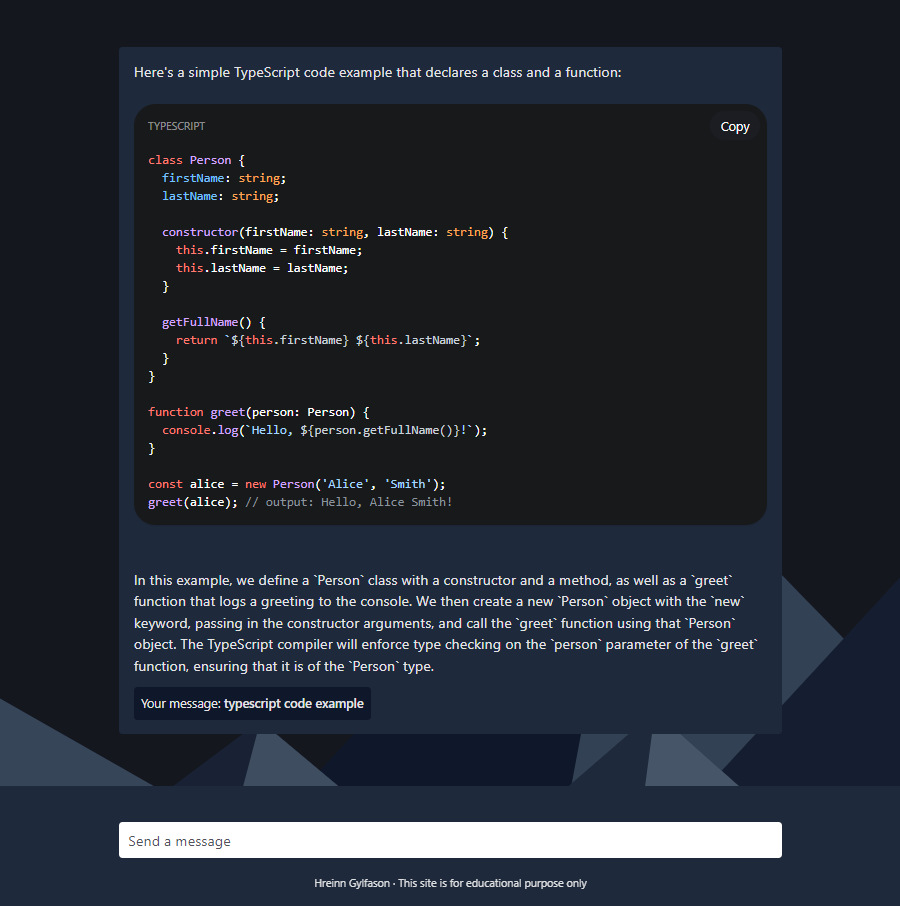 Here's a simple TypeScript code example that declares a class and a function:
TYPESCRIPT
Copy
class Person {
  firstName: string;
  lastName: string;

  constructor(firstName: string, lastName: string) {
    this.firstName = firstName;
    this.lastName = lastName;
  }

  getFullName() {
    return `${this.firstName} ${this.lastName}`;
  }
}

function greet(person: Person) {
  console.log(`Hello, ${person.getFullName()}!`);
}

const alice = new Person('Alice', 'Smith');
greet(alice); // output: Hello, Alice Smith!
In this example, we define a `Person` class with a constructor and a method, as well as a `greet`
function that logs a greeting to the console. We then create a new `Person` object with the `new`
keyword, passing in the constructor arguments, and call the `greet` function using that `Person`
object. The TypeScript compiler will enforce type checking on the `person` parameter of the `greet`
function, ensuring that it is of the `Person` type.
Your message: typescript code example
Send a message
Hreinn Gylfason · This site is for educational purpose only